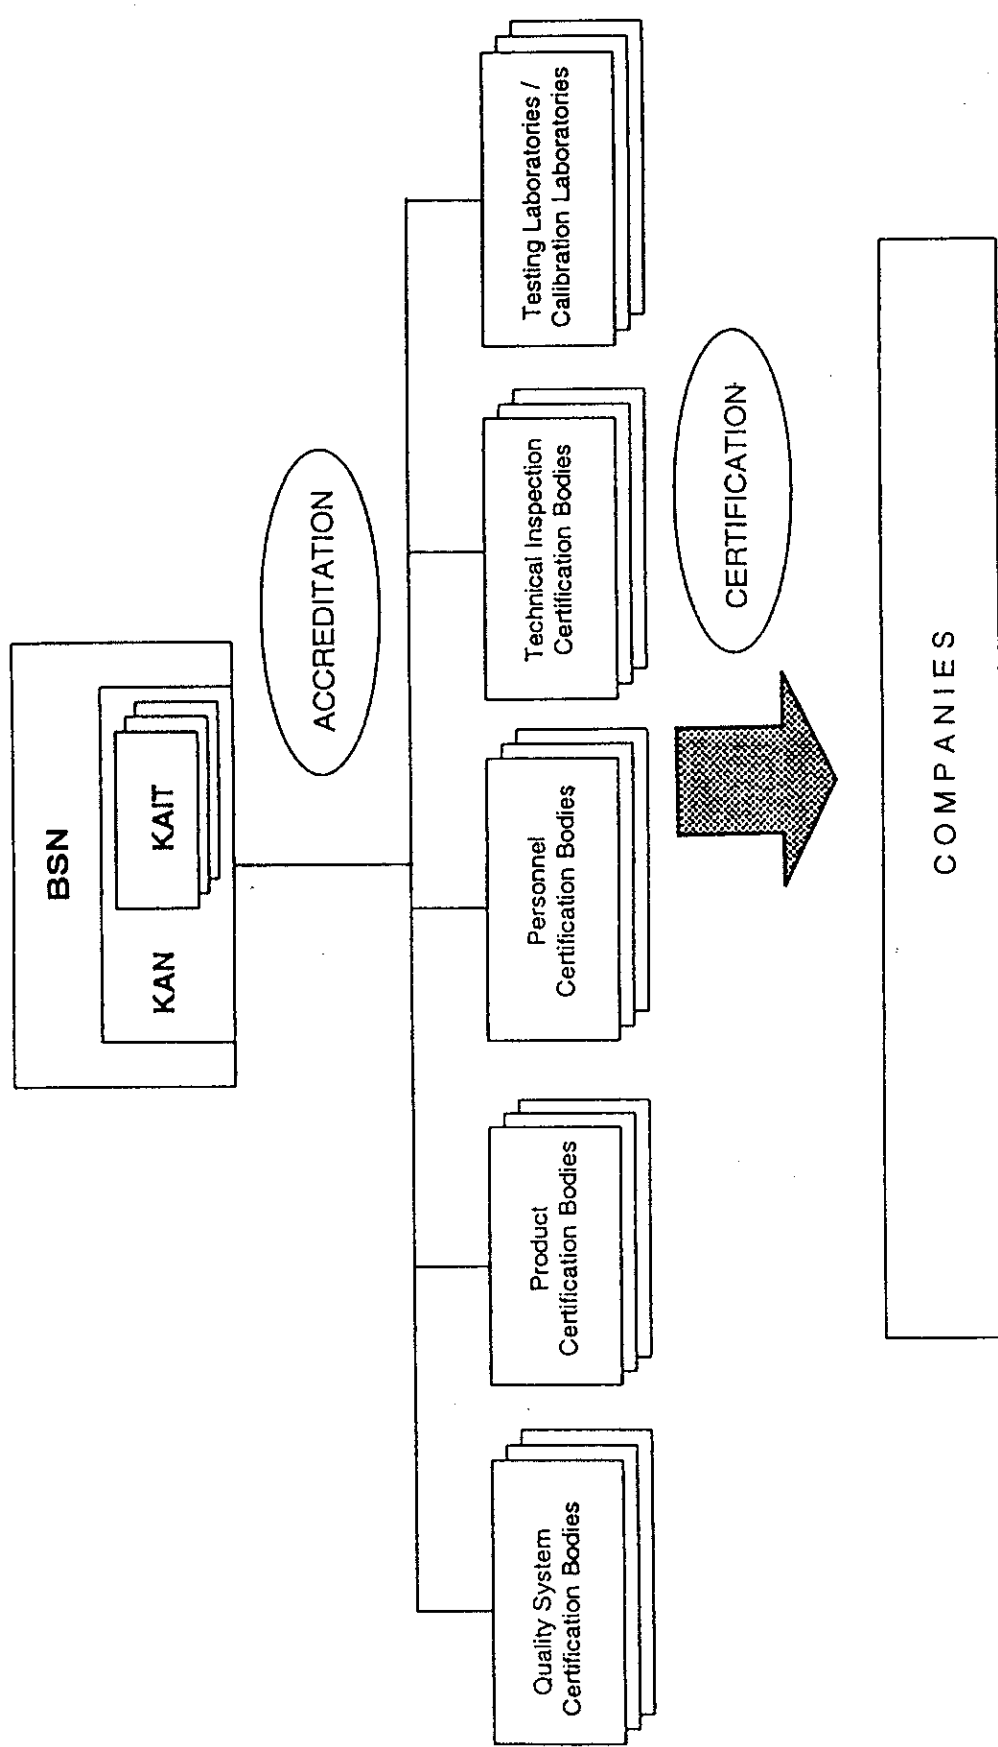 BSN
KAN
KAIT
ACCREDITATION
Quality System
Certification Bodies
Product
Certification Bodies
Personnel
Certification Bodies
Technical Inspection
Certification Bodies
Testing Laboratories /
Calibration Laboratories
CERTIFICATION
COMPANIES